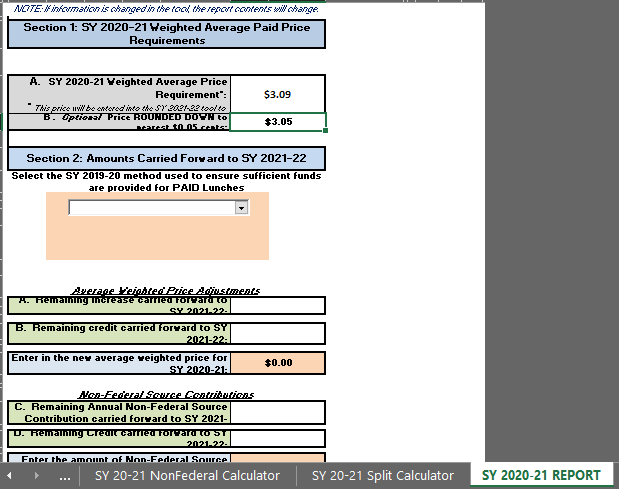 NOTE: If information is changed in the tool, the report contents will change.
Section 1: SY 2020-21 Weighted Average Paid Price
Requirements
A. SY 2020-21 Weighted Average Price
Requirement*:
$3.09
* This price will be entered into the SY 2021-22 tool to
B. Optional Price ROUNDED DOWN to
nearest $0.05 cents:
$3.05
Section 2: Amounts Carried Forward to SY 2021-22
Select the SY 2019-20 method used to ensure sufficient funds
are provided for PAID Lunches
Average Weighted Price Adjustments
A. Remaining increase carried forward to
SY 2021-22:
B. Remaining credit carried forward to SY
2021-22:
Enter in the new average weighted price for
SY 2020-21:
$0.00
Non-Federal Source Contributions
C. Remaining Annual Non-Federal Source
Contribution carried forward to SY 2021-
D. Remaining Credit carried forward to SY
2021-22:
Enter the amount of Non-Federal Source
... SY 20-21 NonFederal Calculator SY 20-21 Split Calculator SY 2020-21 REPORT